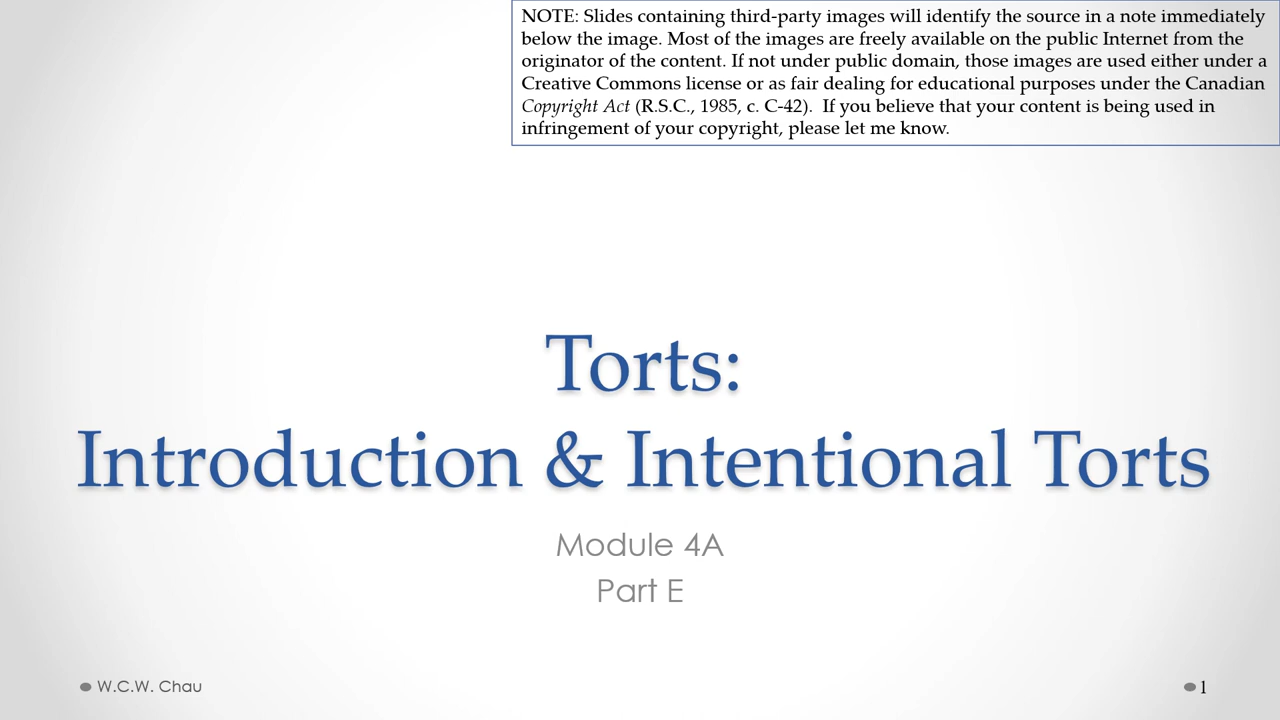 NOTE: Slides containing third-party images will identify the source in a note immediately
below the image. Most of the images are freely available on the public Internet from the
originator of the content. If not under public domain, those images are used either under a
Creative Commons license or as fair dealing for educational purposes under the Canadian
Copyright Act (R.S.C., 1985, c. C-42).  If you believe that your content is being used in
infringement of your copyright, please let me know.
Torts:
Introduction & Intentional Torts
Module 4A
Part E
W.C.W. Chau
1